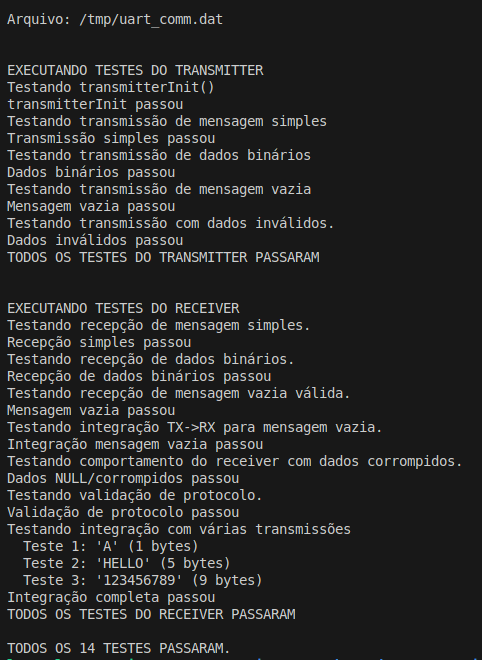 Arquivo: /tmp/uart_comm.dat
EXECUTANDO TESTES DO TRANSMITTER
Testando transmitterInit()
transmitterInit passou
Testando transmissão de mensagem simples
Transmissão simples passou
Testando transmissão de dados binários
Dados binários passou
Testando transmissão de mensagem vazia
Mensagem vazia passou
Testando transmissão com dados inválidos.
Dados inválidos passou
TODOS OS TESTES DO TRANSMITTER PASSARAM
EXECUTANDO TESTES DO RECEIVER
Testando recepção de mensagem simples.
Recepção simples passou
Testando recepção de dados binários.
Recepção de dados binários passou
Testando recepção de mensagem vazia válida.
Mensagem vazia passou
Testando integração TX->RX para mensagem vazia.
Integração mensagem vazia passou
Testando comportamento do receiver com dados corrompidos.
Dados NULL/corrompidos passou
Testando validação de protocolo.
Validação de protocolo passou
Testando integração com várias transmissões
Teste 1: 'A' (1 bytes)
Teste 2: 'HELLO' (5 bytes)
Teste 3: '123456789' (9 bytes)
Integração completa passou
TODOS OS TESTES DO RECEIVER PASSARAM
TODOS OS 14 TESTES PASSARAM.